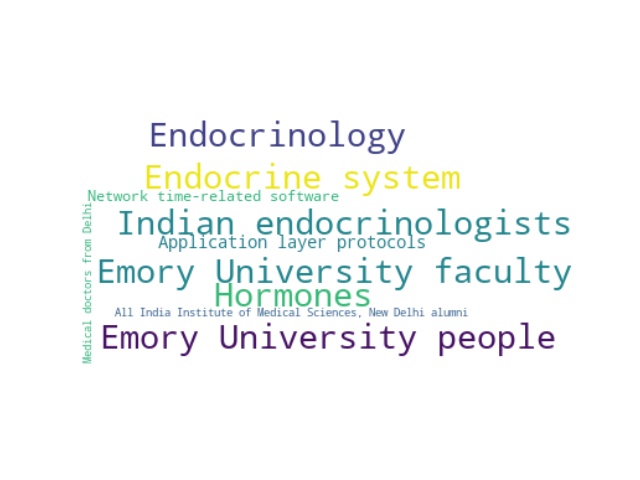 Endocrinology
Endocrine system
Network time-related software
Indian endocrinologists
Application layer protocols
Emory University faculty
Hormones
All India Institute of Medical Sciences, New Delhi alumni
Emory University people
Medical doctors from Delhi